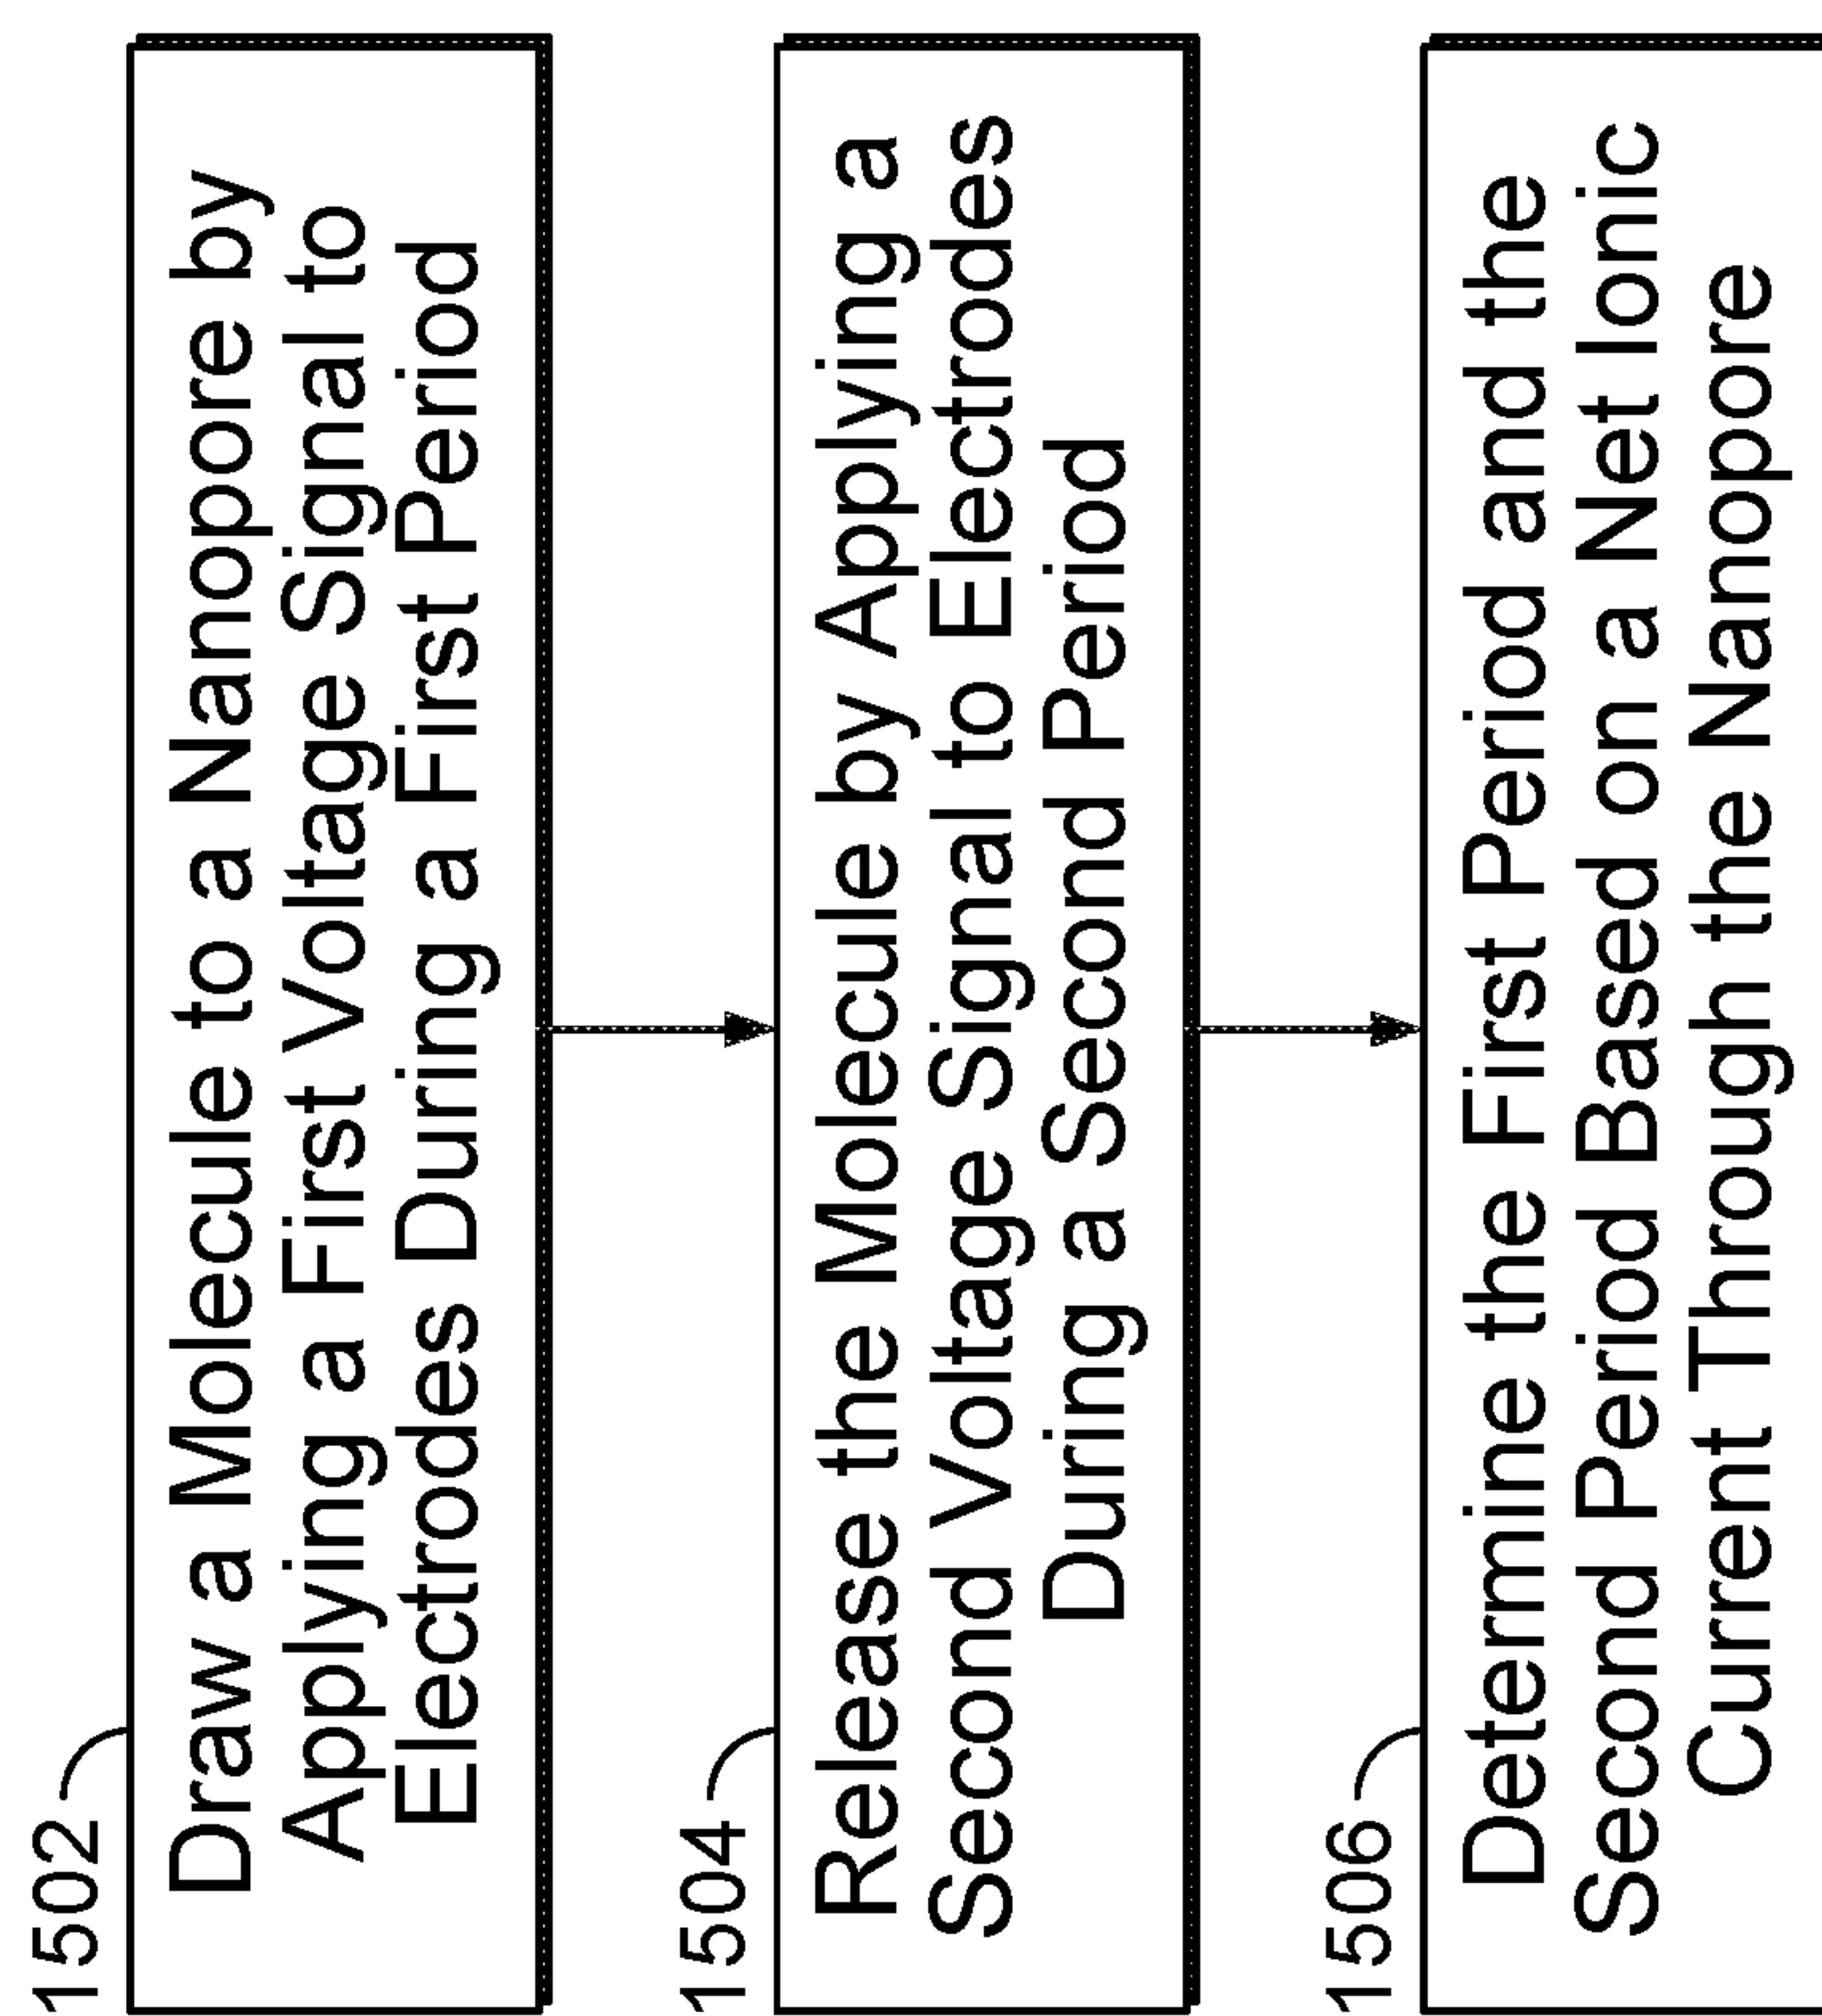 1502
Draw a Molecule to a Nanopore by
Applying a First Voltage Signal to
Electrodes During a First Period
1504
Release the Molecule by Applying a
Second Voltage Signal to Electrodes
During a Second Period
1506
Determine the First Period and the
Second Period Based on a Net Ionic
Current Through the Nanopore